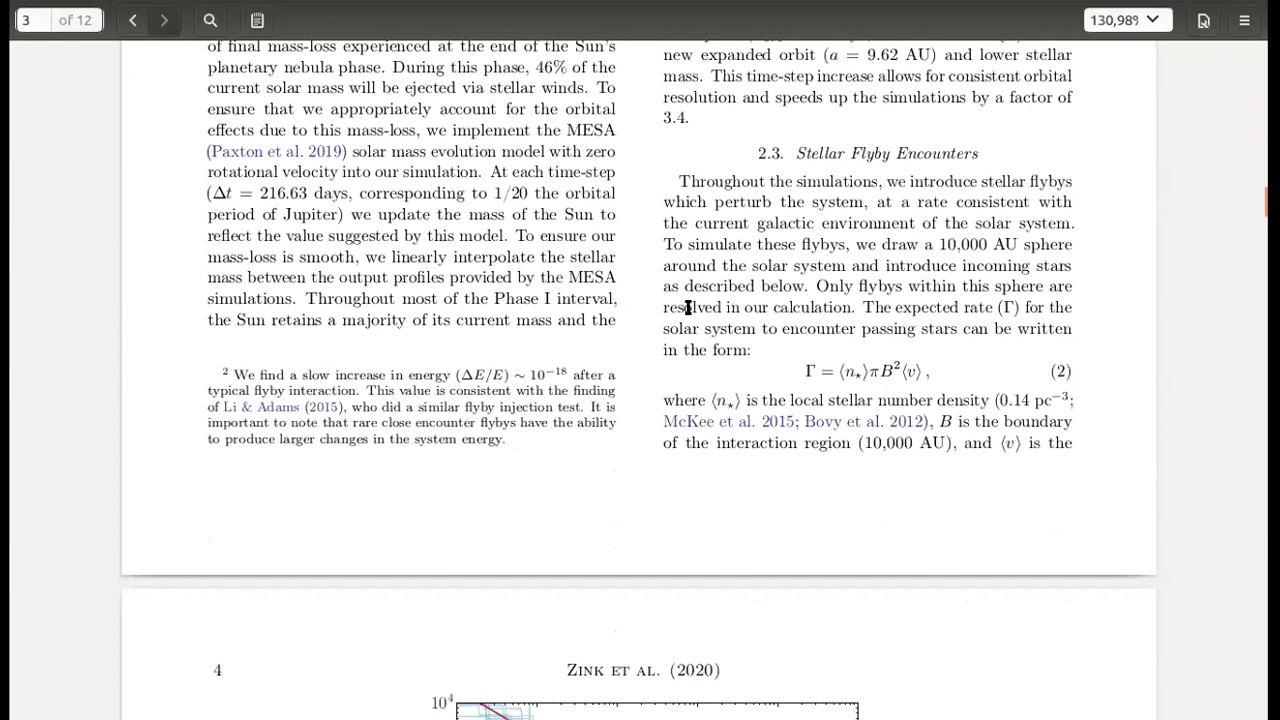 3 of 12
130,98%
of final mass-loss experienced at the end of the Sun's
planetary nebula phase. During this phase, 46% of the
current solar mass will be ejected via stellar winds. To
ensure that we appropriately account for the orbital
effects due to this mass-loss, we implement the MESA
(Paxton et al. 2019) solar mass evolution model with zero
rotational velocity into our simulation. At each time-step
(Δt = 216.63 days, corresponding to 1/20 the orbital
period of Jupiter) we update the mass of the Sun to
reflect the value suggested by this model. To ensure our
mass-loss is smooth, we linearly interpolate the stellar
mass between the output profiles provided by the MESA
simulations. Throughout most of the Phase I interval,
the Sun retains a majority of its current mass and the
² We find a slow increase in energy (ΔE/E) ∼ 10⁻¹⁸ after a
typical flyby interaction. This value is consistent with the finding
of Li & Adams (2015), who did a similar flyby injection test. It is
important to note that rare close encounter flybys have the ability
to produce larger changes in the system energy.
new expanded orbit (a = 9.62 AU) and lower stellar
mass. This time-step increase allows for consistent orbital
resolution and speeds up the simulations by a factor of
3.4.
2.3. Stellar Flyby Encounters
Throughout the simulations, we introduce stellar flybys
which perturb the system, at a rate consistent with
the current galactic environment of the solar system.
To simulate these flybys, we draw a 10,000 AU sphere
around the solar system and introduce incoming stars
as described below. Only flybys within this sphere are
resolved in our calculation. The expected rate (Γ) for the
solar system to encounter passing stars can be written
in the form:
Γ = ⟨n⋆⟩πB²⟨v⟩ , (2)
where ⟨n⋆⟩ is the local stellar number density (0.14 pc⁻³;
McKee et al. 2015; Bovy et al. 2012), B is the boundary
of the interaction region (10,000 AU), and ⟨v⟩ is the
4 ZINK ET AL. (2020)
10⁴